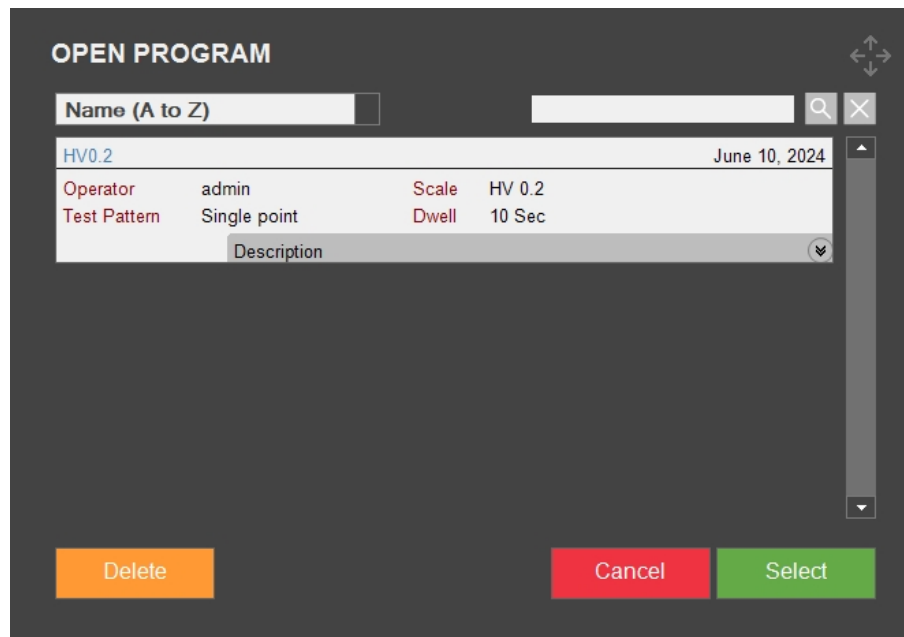 OPEN PROGRAM
Name (A to Z)
HV0.2 June 10, 2024
Operator admin Scale HV 0.2
Test Pattern Single point Dwell 10 Sec
Description
Delete Cancel Select